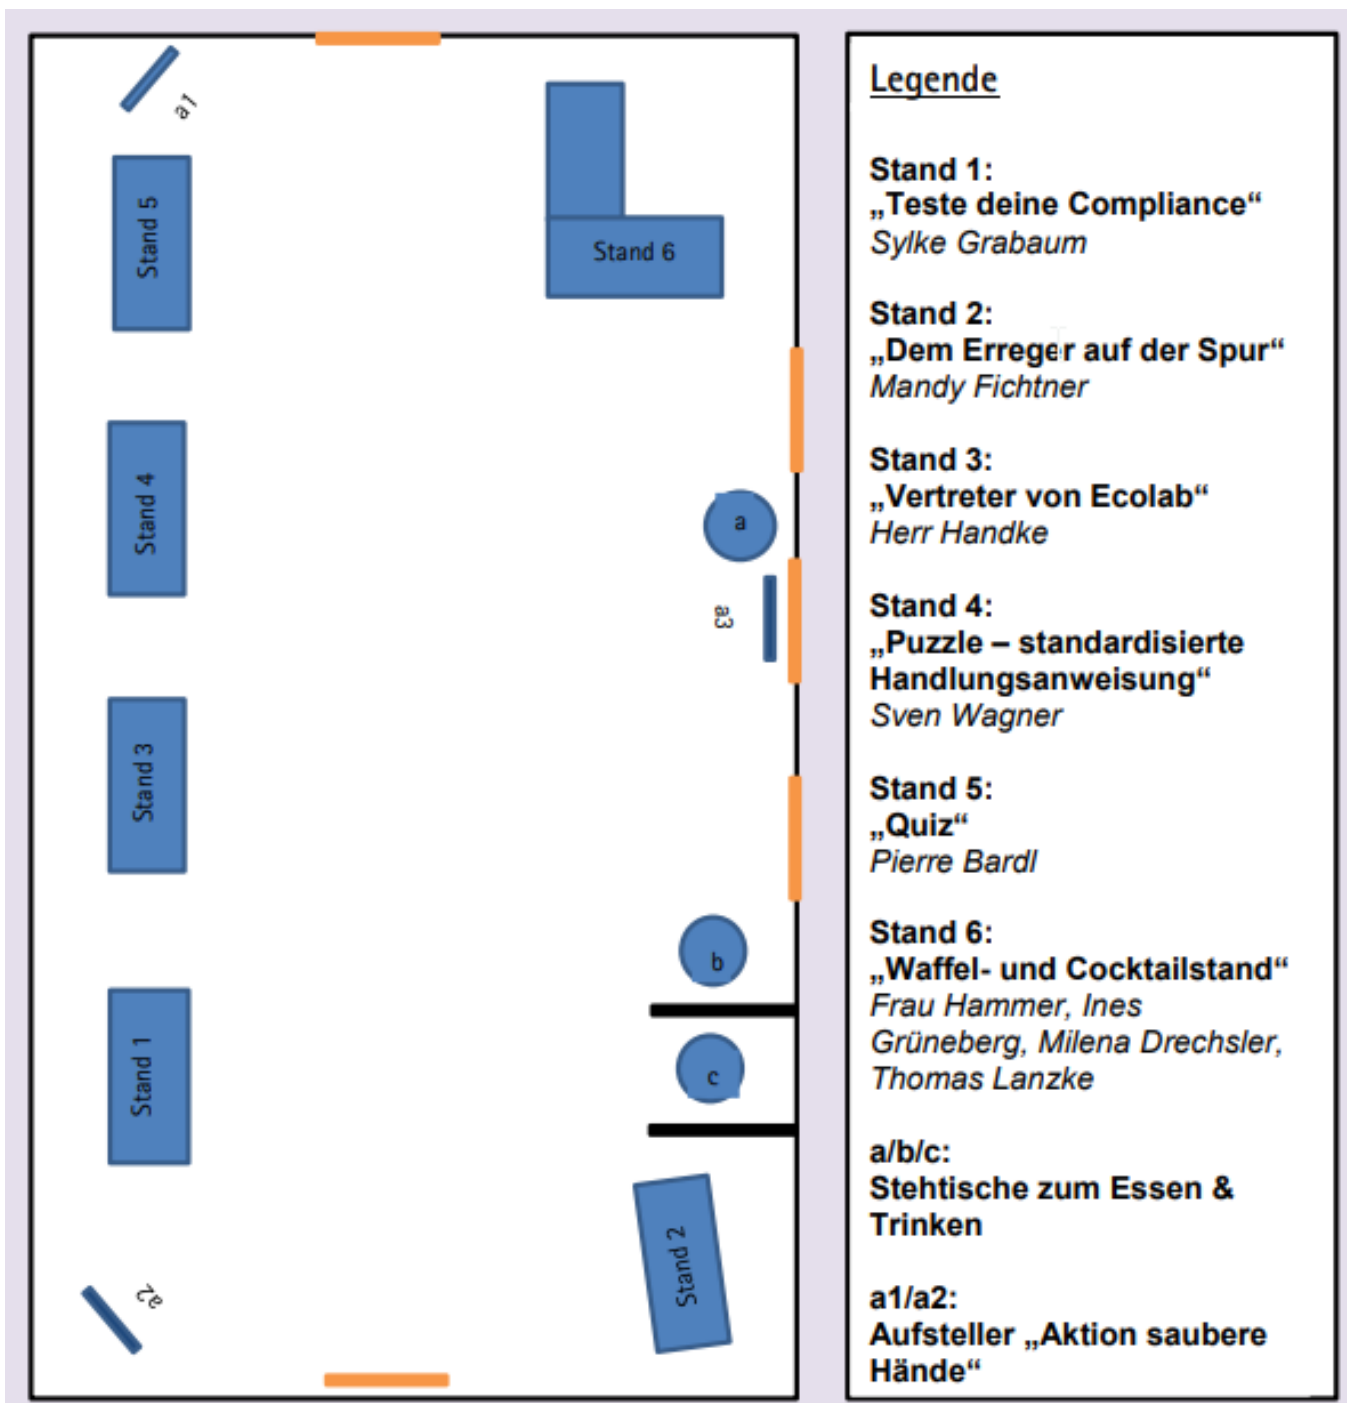 a1
Stand 5
Stand 6
Stand 4
a
a3
Stand 3
b
c
Stand 1
Stand 2
a2
Legende
Stand 1:
„Teste deine Compliance“
Sylke Grabaum
Stand 2:
„Dem Erreger auf der Spur“
Mandy Fichtner
Stand 3:
„Vertreter von Ecolab“
Herr Handke
Stand 4:
„Puzzle – standardisierte
Handlungsanweisung“
Sven Wagner
Stand 5:
„Quiz“
Pierre Bardl
Stand 6:
„Waffel- und Cocktailstand“
Frau Hammer, Ines
Grüneberg, Milena Drechsler,
Thomas Lanzke
a/b/c:
Stehtische zum Essen &
Trinken
a1/a2:
Aufsteller „Aktion saubere
Hände“